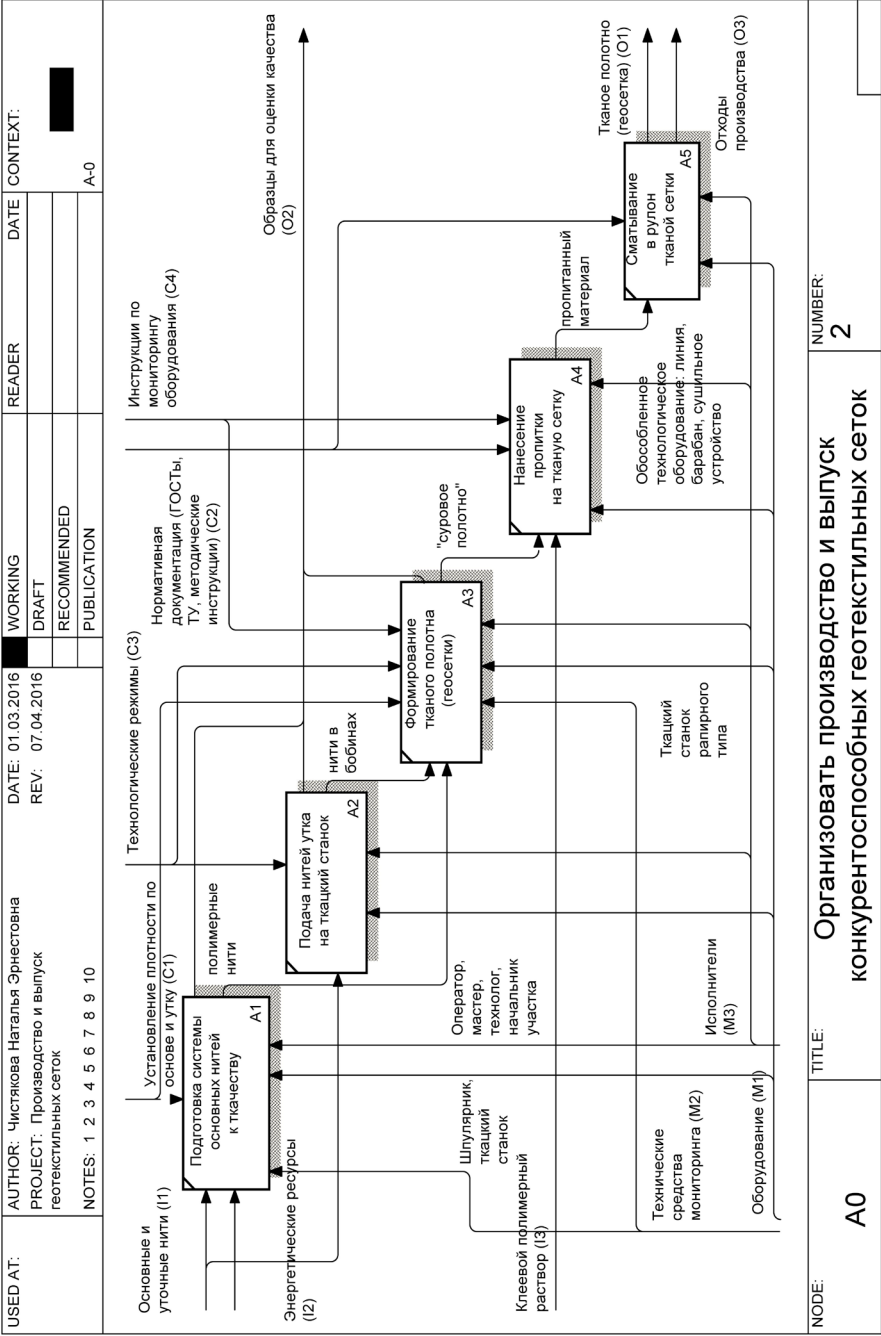 USED AT:
AUTHOR: Чистякова Наталья Эрнестовна
PROJECT: Производство и выпуск
геотекстильных сеток
NOTES: 1 2 3 4 5 6 7 8 9 10
DATE: 01.03.2016
REV: 07.04.2016
WORKING
DRAFT
RECOMMENDED
PUBLICATION
READER
DATE
CONTEXT:
A-0
Основные и
уточные нити (I1)
Энергетические ресурсы
(I2)
Клеевой полимерный
раствор (I3)
Установление плотности по
основе и утку (C1)
Технологические режимы (C3)
Нормативная
документация (ГОСТы,
ТУ, методические
инструкции) (C2)
Инструкции по
мониторингу
оборудования (C4)
Подготовка системы
основных нитей
к ткачеству
A1
полимерные
нити
Подача нитей утка
на ткацкий станок
A2
нити в
бобинах
Формирование
тканого полотна
(геосетки)
A3
"суровое
полотно"
Нанесение
пропитки
на тканую сетку
A4
пропитанный
материал
Сматывание
в рулон
тканой сетки
A5
Образцы для оценки качества
(O2)
Тканое полотно
(геосетка) (O1)
Отходы
производства (O3)
Шпулярник,
ткацкий
станок
Оператор,
мастер,
технолог,
начальник
участка
Ткацкий
станок
рапирного
типа
Обособленное
технологическое
оборудование: линия,
барабан, сушильное
устройство
Технические
средства
мониторинга (M2)
Оборудование (M1)
Исполнители
(M3)
NODE:
A0
TITLE:
Организовать производство и выпуск
конкурентоспособных геотекстильных сеток
NUMBER:
2